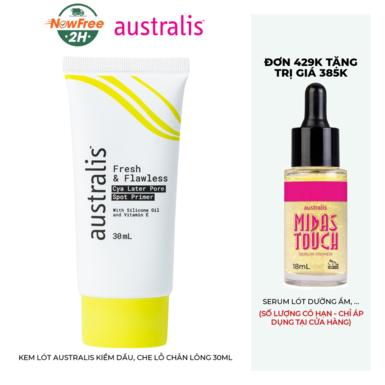 NowFree
2H
australis
ĐƠN 429K TẶNG
TRỊ GIÁ 385K
australis
Fresh
& Flawless
Cya Later Pore
Spot Primer
With Silicone Oil
and Vitamin E
30mL
australis
MIDAS
TOUCH
SERUM PRIMER
18mL
SERUM LÓT DƯỠNG ẨM, ...
(SỐ LƯỢNG CÓ HẠN - CHỈ ÁP
DỤNG TẠI CỬA HÀNG)
KEM LÓT AUSTRALIS KIỀM DẦU, CHE LỖ CHÂN LÔNG 30ML